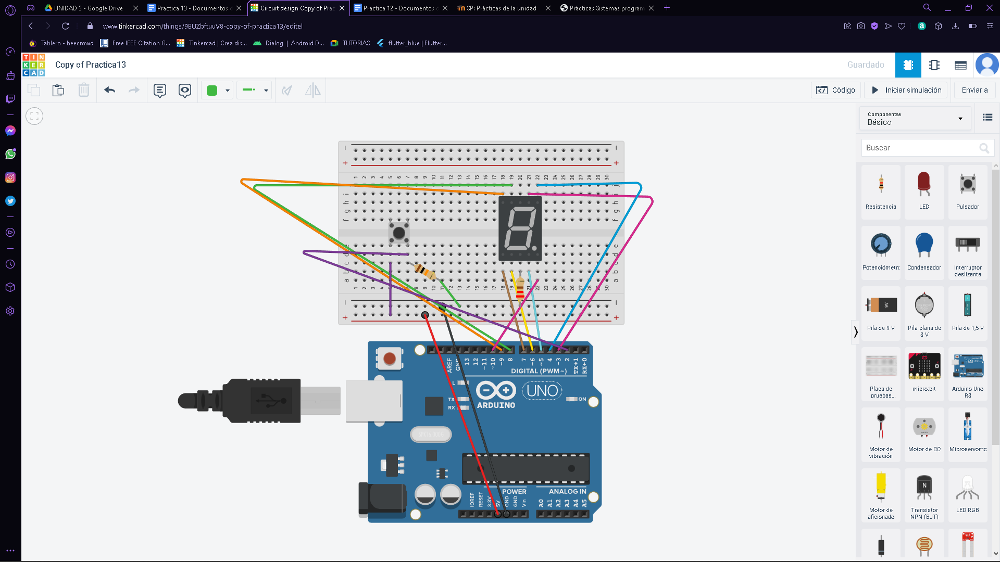 UNIDAD 3 - Google Drive
Practica 13 - Documentos
Circuit design Copy of Prac
Practica 12 - Documentos
SP: Prácticas de la unidad
Prácticas Sistemas program
www.tinkercad.com/things/9BUZbftuuV8-copy-of-practica13/editel
Tablero - beecrowd
Free IEEE Citation G...
Tinkercad | Crea dis...
Dialog | Android D...
TUTORIAS
flutter_blue | Flutter...
TIN
KER
CAD
Copy of Practica13
Guardado
Código
Iniciar simulación
Enviar a
Componentes
Básico
Buscar
Resistencia
LED
Pulsador
Potenciómetro
Condensador
Interruptor
deslizante
9V
Pila de 9 V
Pila plana de
3 V
Pila de 1,5 V
Placa de
pruebas...
micro:bit
Arduino Uno
R3
Motor de
vibración
Motor de CC
Microservomo
Motor de
aficionado
N
Transistor
NPN (BJT)
LED RGB
1 2 3 4 5 6 7 8 9 10 11 12 13 14 15 16 17 18 19 20 21 22 23 24 25 26 27 28 29 30
j
i
h
g
f
e
d
c
b
a
AREF
GND
13
12
~11
~10
~9
8
7
~6
~5
4
~3
2
TX→1
RX←0
DIGITAL (PWM~)
L
TX
RX
ARDUINO
UNO
ON
SPK16.000G
POWER
ANALOG IN
IOREF
RESET
3.3V
5V
GND
GND
Vin
A0
A1
A2
A3
A4
A5